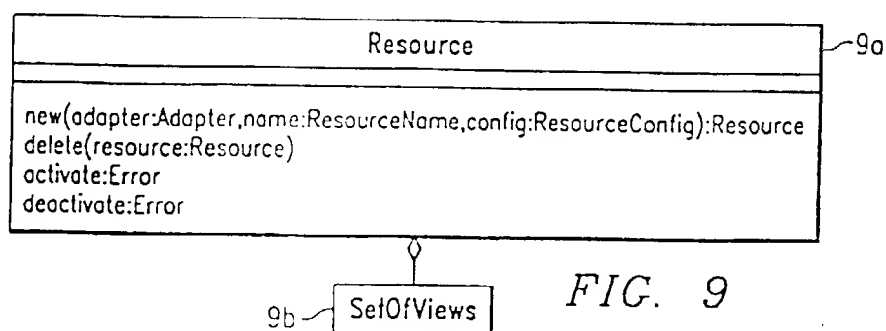 Resource
9a
new(adapter:Adapter,name:ResourceName,config:ResourceConfig):Resource
delete(resource:Resource)
activate:Error
deactivate:Error
9b
SetOfViews
FIG. 9